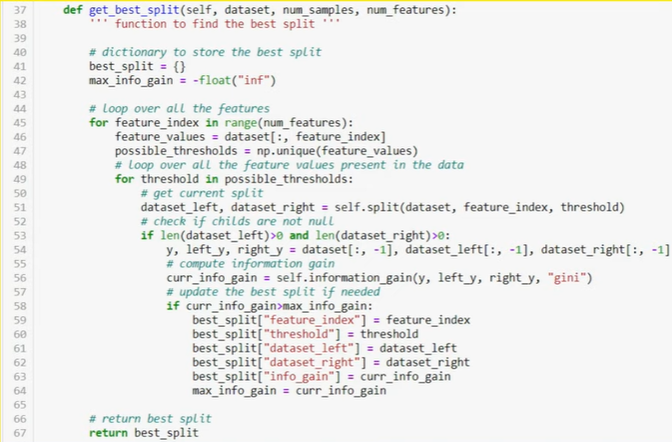 37 def get_best_split(self, dataset, num_samples, num_features):
38 ''' function to find the best split '''
39
40 # dictionary to store the best split
41 best_split = {}
42 max_info_gain = -float("inf")
43
44 # loop over all the features
45 for feature_index in range(num_features):
46 feature_values = dataset[:, feature_index]
47 possible_thresholds = np.unique(feature_values)
48 # loop over all the feature values present in the data
49 for threshold in possible_thresholds:
50 # get current split
51 dataset_left, dataset_right = self.split(dataset, feature_index, threshold)
52 # check if childs are not null
53 if len(dataset_left)>0 and len(dataset_right)>0:
54 y, left_y, right_y = dataset[:, -1], dataset_left[:, -1], dataset_right[:, -1]
55 # compute information gain
56 curr_info_gain = self.information_gain(y, left_y, right_y, "gini")
57 # update the best split if needed
58 if curr_info_gain>max_info_gain:
59 best_split["feature_index"] = feature_index
60 best_split["threshold"] = threshold
61 best_split["dataset_left"] = dataset_left
62 best_split["dataset_right"] = dataset_right
63 best_split["info_gain"] = curr_info_gain
64 max_info_gain = curr_info_gain
65
66 # return best split
67 return best_split